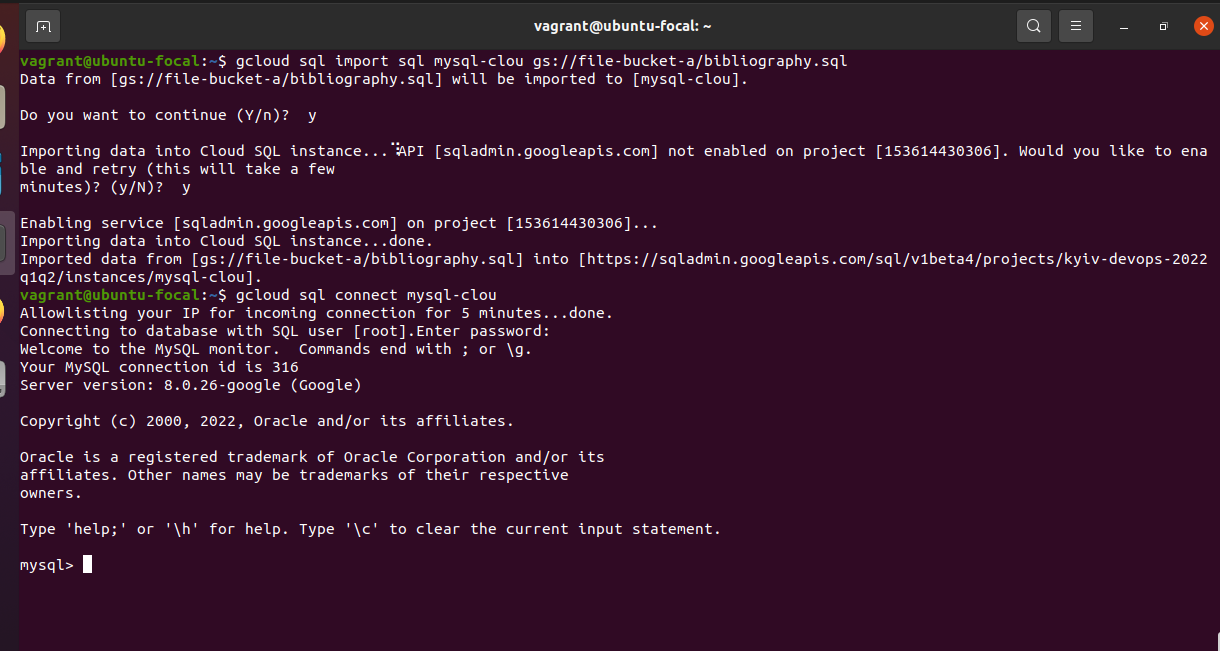 vagrant@ubuntu-focal: ~
vagrant@ubuntu-focal:~$ gcloud sql import sql mysql-clou gs://file-bucket-a/bibliography.sql
Data from [gs://file-bucket-a/bibliography.sql] will be imported to [mysql-clou].
Do you want to continue (Y/n)?  y
Importing data into Cloud SQL instance...⠹API [sqladmin.googleapis.com] not enabled on project [153614430306]. Would you like to ena
ble and retry (this will take a few
minutes)? (y/N)?  y
Enabling service [sqladmin.googleapis.com] on project [153614430306]...
Importing data into Cloud SQL instance...done.
Imported data from [gs://file-bucket-a/bibliography.sql] into [https://sqladmin.googleapis.com/sql/v1beta4/projects/kyiv-devops-2022
q1q2/instances/mysql-clou].
vagrant@ubuntu-focal:~$ gcloud sql connect mysql-clou
Allowlisting your IP for incoming connection for 5 minutes...done.
Connecting to database with SQL user [root].Enter password:
Welcome to the MySQL monitor.  Commands end with ; or \g.
Your MySQL connection id is 316
Server version: 8.0.26-google (Google)
Copyright (c) 2000, 2022, Oracle and/or its affiliates.
Oracle is a registered trademark of Oracle Corporation and/or its
affiliates. Other names may be trademarks of their respective
owners.
Type 'help;' or '\h' for help. Type '\c' to clear the current input statement.
mysql>